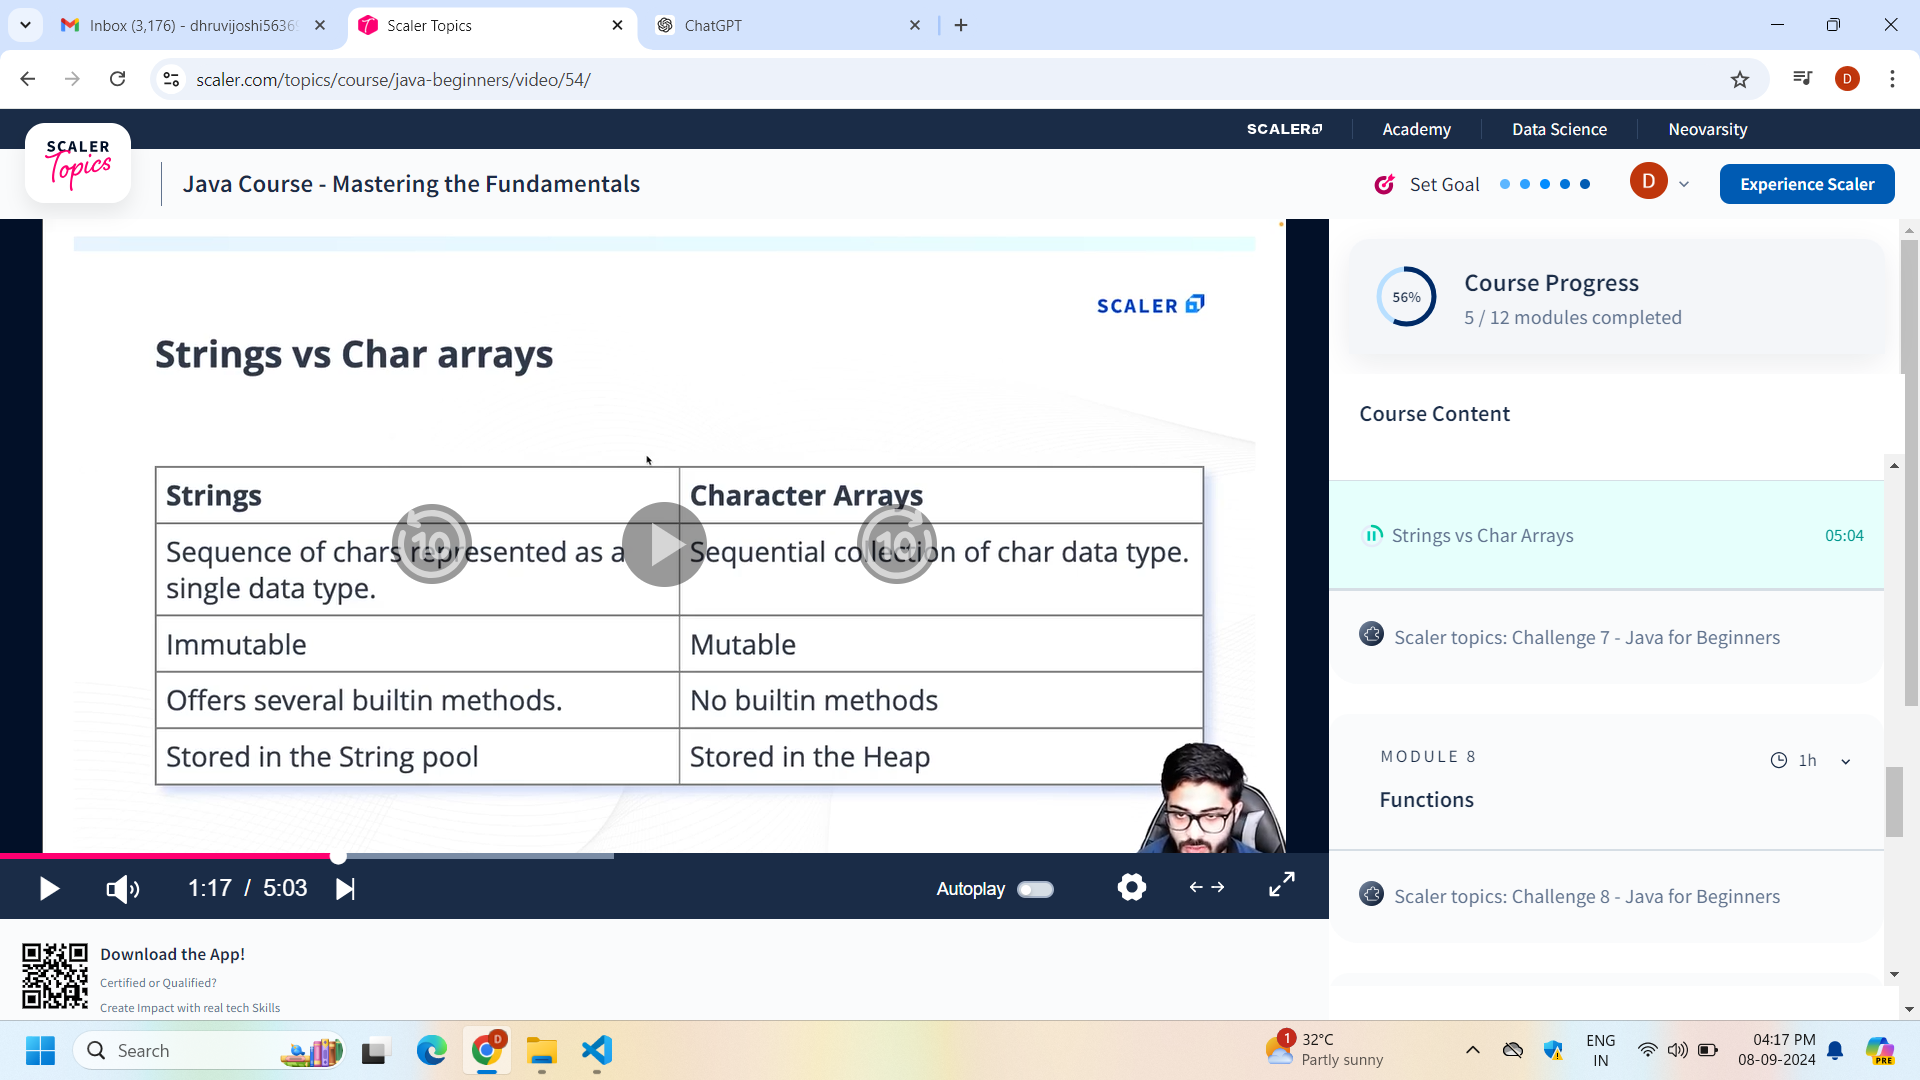 Inbox (3,176) - dhruvijoshi5636
Scaler Topics
ChatGPT
scaler.com/topics/course/java-beginners/video/54/
D
SCALER
Academy
Data Science
Neovarsity
SCALER
Topics
Java Course - Mastering the Fundamentals
Set Goal
D
Experience Scaler
SCALER
Strings vs Char arrays
Strings
Character Arrays
Sequence of chars represented as a
single data type.
Sequential collection of char data type.
Immutable
Mutable
Offers several builtin methods.
No builtin methods
Stored in the String pool
Stored in the Heap
10
10
1:17 / 5:03
Autoplay
56%
Course Progress
5 / 12 modules completed
Course Content
Strings vs Char Arrays
05:04
Scaler topics: Challenge 7 - Java for Beginners
MODULE 8
1h
Functions
Scaler topics: Challenge 8 - Java for Beginners
Download the App!
Certified or Qualified?
Create Impact with real tech Skills
Search
D
1
32°C
Partly sunny
ENG
IN
04:17 PM
08-09-2024
PRE